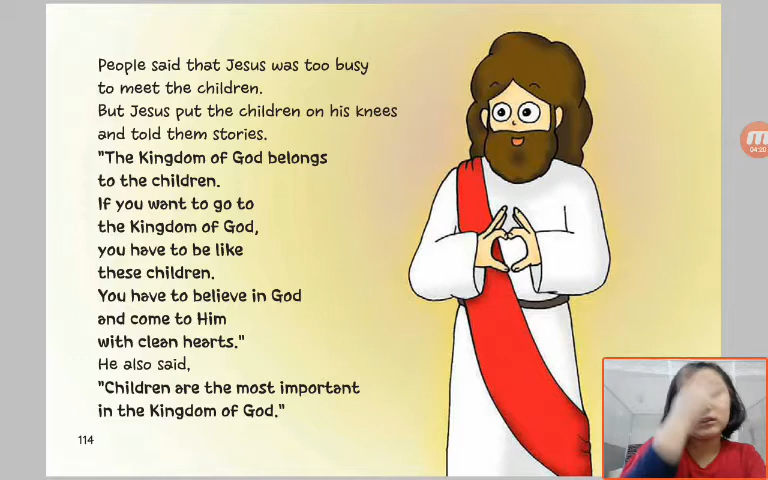 People said that Jesus was too busy
to meet the children.
But Jesus put the children on his knees
and told them stories.
"The Kingdom of God belongs
to the children.
If you want to go to
the Kingdom of God,
you have to be like
these children.
You have to believe in God
and come to Him
with clean hearts."
He also said,
"Children are the most important
in the Kingdom of God."
114
04:20